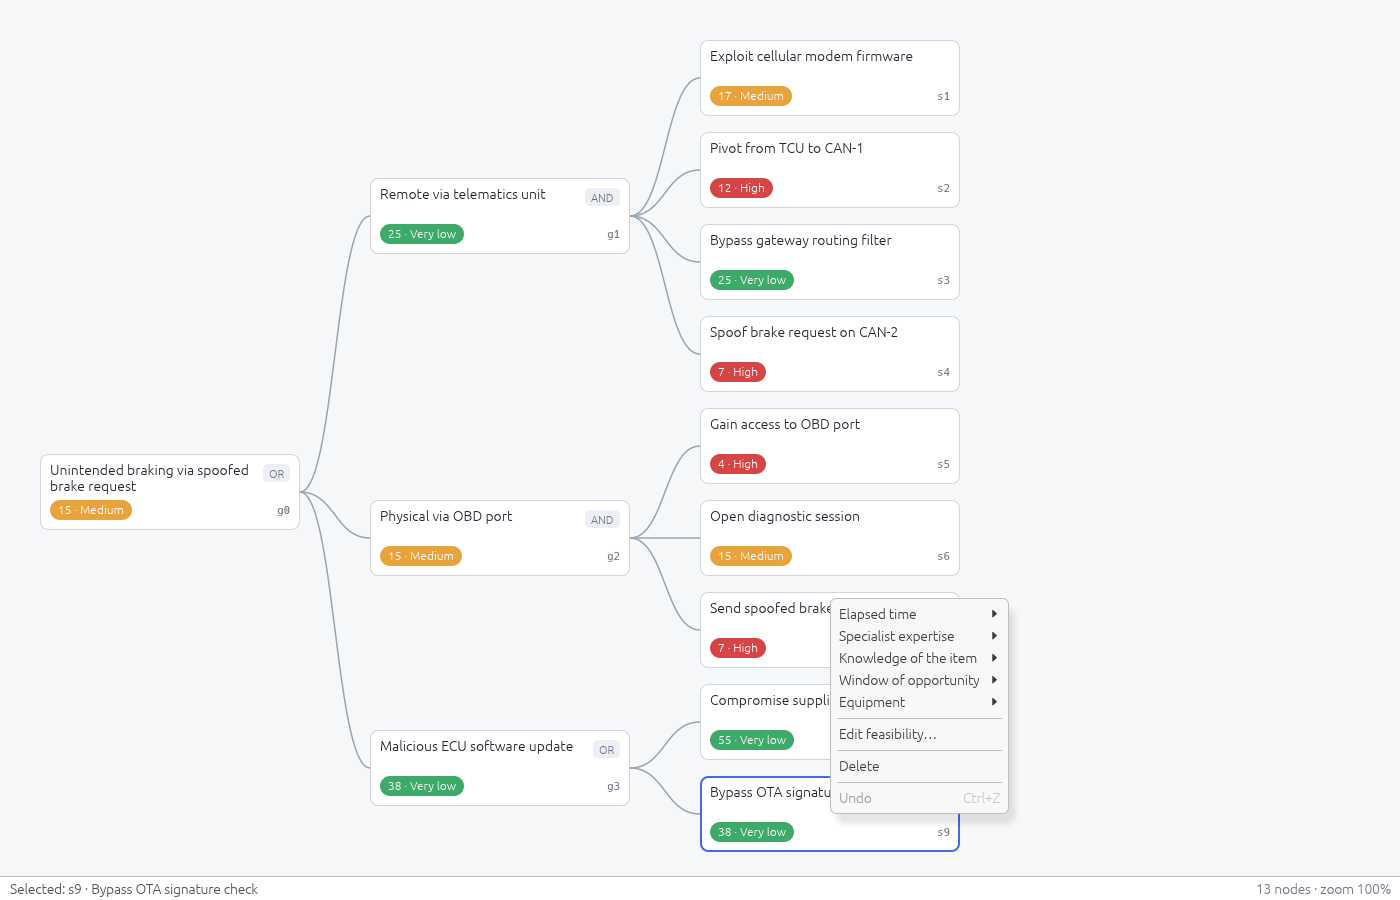 Exploit cellular modem firmware
17 · Medium
s1
Pivot from TCU to CAN-1
12 · High
s2
Remote via telematics unit
AND
25 · Very low
g1
Bypass gateway routing filter
25 · Very low
s3
Spoof brake request on CAN-2
7 · High
s4
Gain access to OBD port
4 · High
s5
Unintended braking via spoofed
brake request
OR
15 · Medium
g0
Physical via OBD port
AND
15 · Medium
g2
Open diagnostic session
15 · Medium
s6
Send spoofed brake
7 · High
Malicious ECU software update
OR
38 · Very low
g3
55 · Very low
Bypass OTA
38 · Very low
s9
Elapsed time
Specialist expertise
Knowledge of the item
Window of opportunity
Equipment
Edit feasibility…
Delete
Undo Ctrl+Z
Selected: s9 · Bypass OTA signature check
13 nodes · zoom 100%